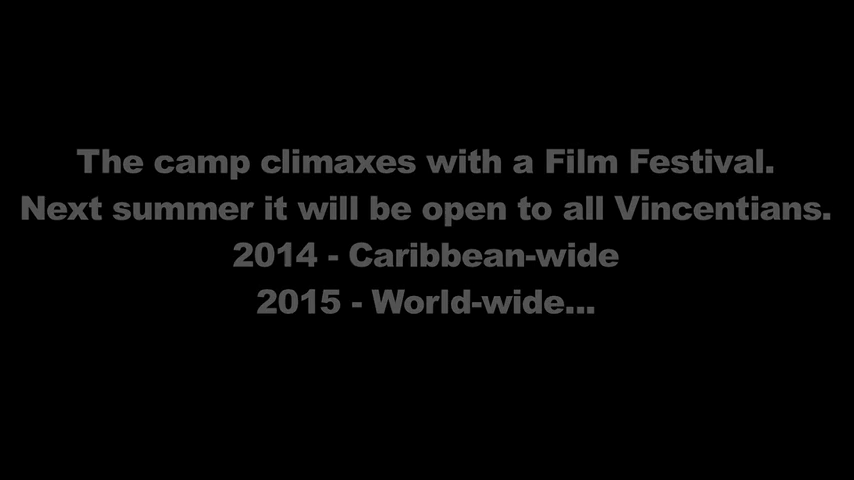 The camp climaxes with a Film Festival.
Next summer it will be open to all Vincentians.
2014 - Caribbean-wide
2015 - World-wide...